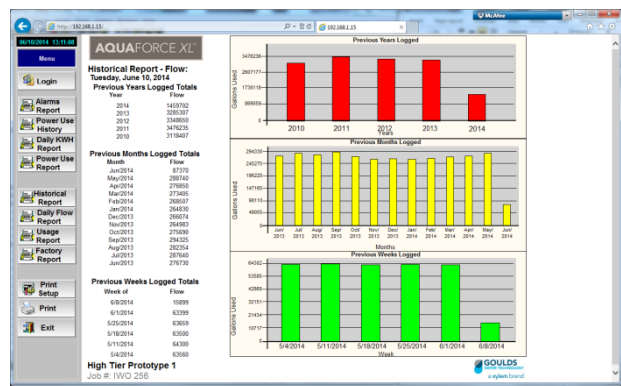 http://192.168.1.15/
192.168.1.15
McAfee
06/10/2014 13:11:08
Menu
Login
Alarms Report
Power Use History
Daily KWH Report
Power Use Report
Historical Report
Daily Flow Report
Usage Report
Factory Report
Print Setup
Print
Exit
AQUAFORCE XL
Historical Report - Flow:
Tuesday, June 10, 2014
Previous Years Logged Totals
Year Flow
2014 1459702
2013 3285307
2012 3348650
2011 3476235
2010 3118407
Previous Months Logged Totals
Month Flow
Jun/2014 87370
May/2014 288740
Apr/2014 276850
Mar/2014 273405
Feb/2014 268507
Jan/2014 264830
Dec/2013 266074
Nov/2013 264983
Oct/2013 275690
Sep/2013 294325
Aug/2013 282354
Jul/2013 287640
Jun/2013 276730
Previous Weeks Logged Totals
Week of Flow
6/8/2014 15899
6/1/2014 63399
5/25/2014 63659
5/18/2014 63500
5/11/2014 64300
5/4/2014 63560
High Tier Prototype 1
Job #: IWO 256
Previous Years Logged
Gallons Used
3476236
2607177
1738118
869059
0
2010 2011 2012 2013 2014
Years
Previous Months Logged
Gallons Used
294330
245275
196220
147165
98110
49055
0
Jun/ Jul/ Aug/ Sep/ Oct/ Nov/ Dec/ Jan/ Feb/ Mar/ Apr/ May/ Jun/
2013 2013 2013 2013 2013 2013 2013 2014 2014 2014 2014 2014 2014
Months
Previous Weeks Logged
Gallons Used
64302
53585
42868
32151
21434
10717
0
5/4/2014 5/11/2014 5/18/2014 5/25/2014 6/1/2014 6/8/2014
Week
GOULDS
WATER TECHNOLOGY
a xylem brand